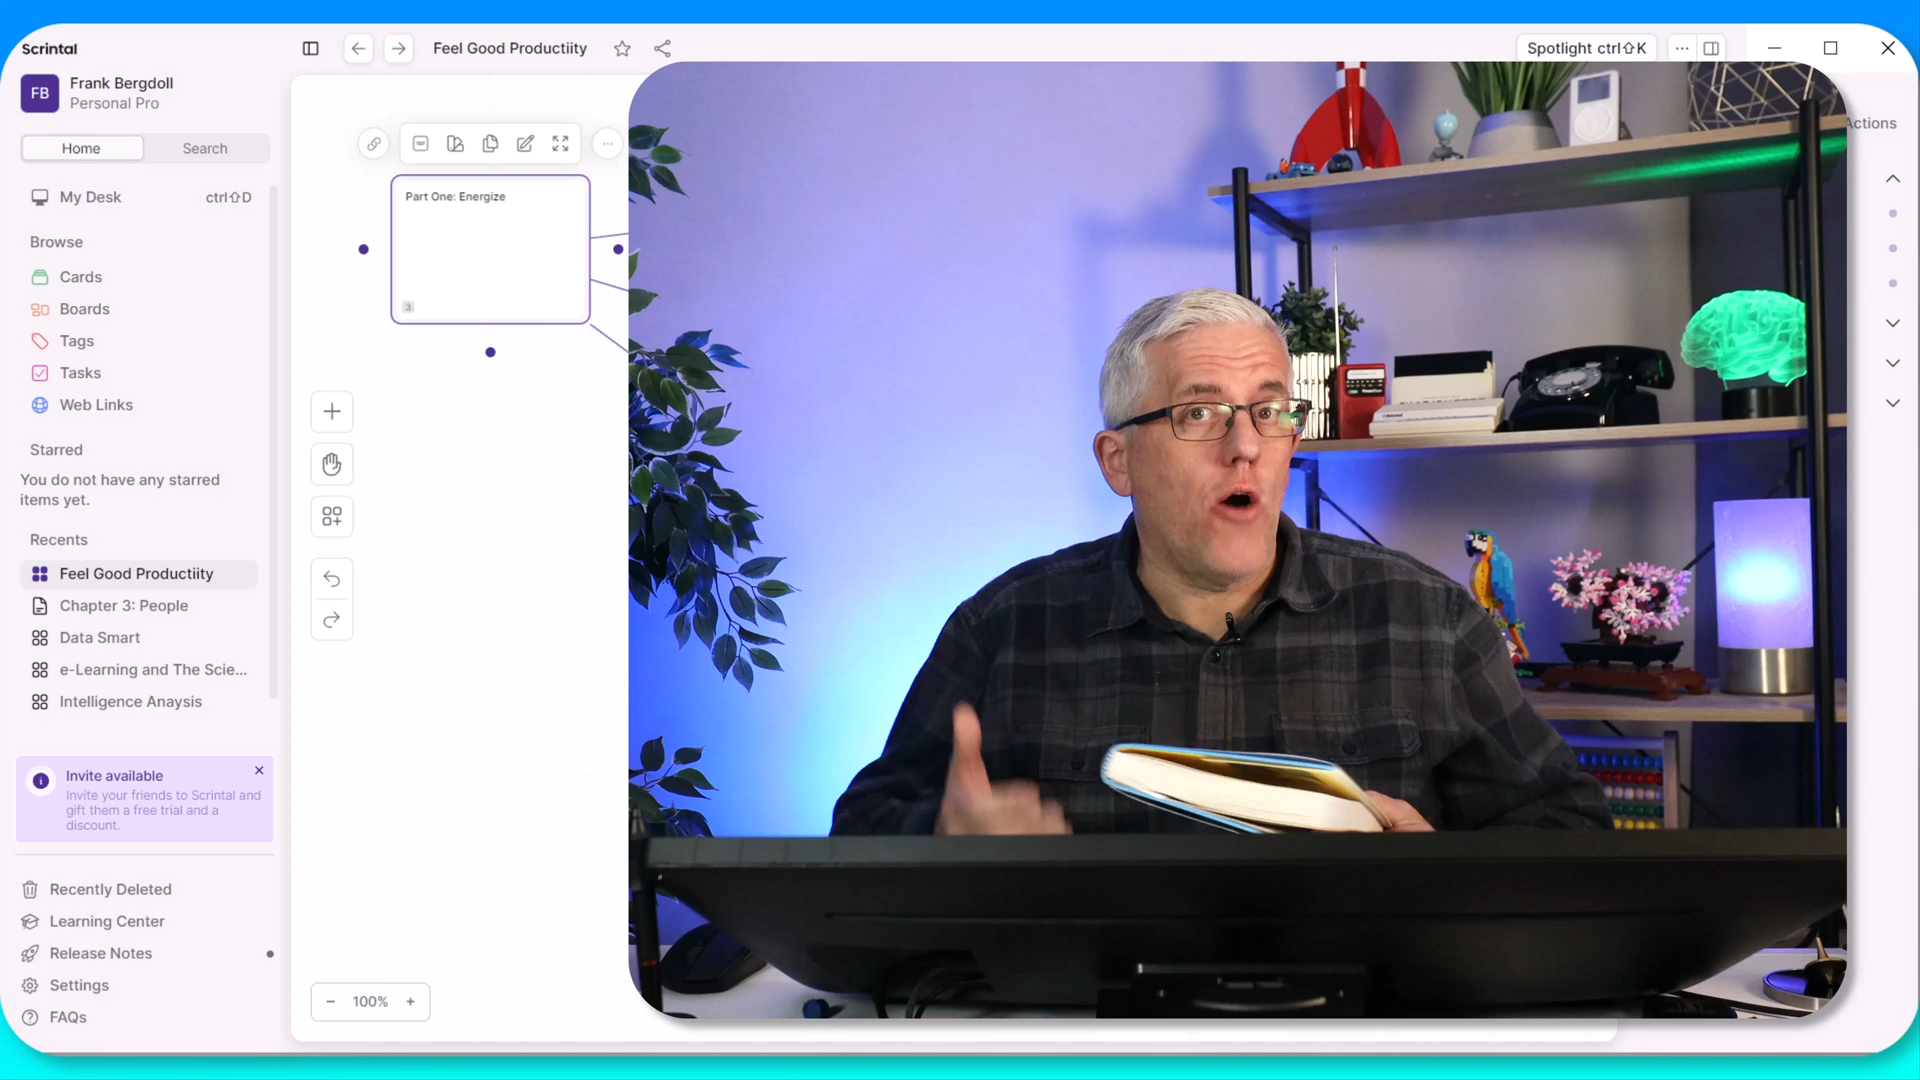 Scrintal
Feel Good Productiity
Spotlight ctrl⇧K
FB
Frank Bergdoll
Personal Pro
Actions
Home
Search
Part One: Energize
My Desk
ctrl⇧D
Browse
Cards
3
Boards
Tags
Tasks
Web Links
Starred
You do not have any starred
items yet.
Recents
Feel Good Productiity
Chapter 3: People
Data Smart
e-Learning and The Scie...
Intelligence Anaysis
Invite available
Invite your friends to Scrintal and
gift them a free trial and a
discount.
Recently Deleted
Learning Center
Release Notes
Settings
100%
FAQs